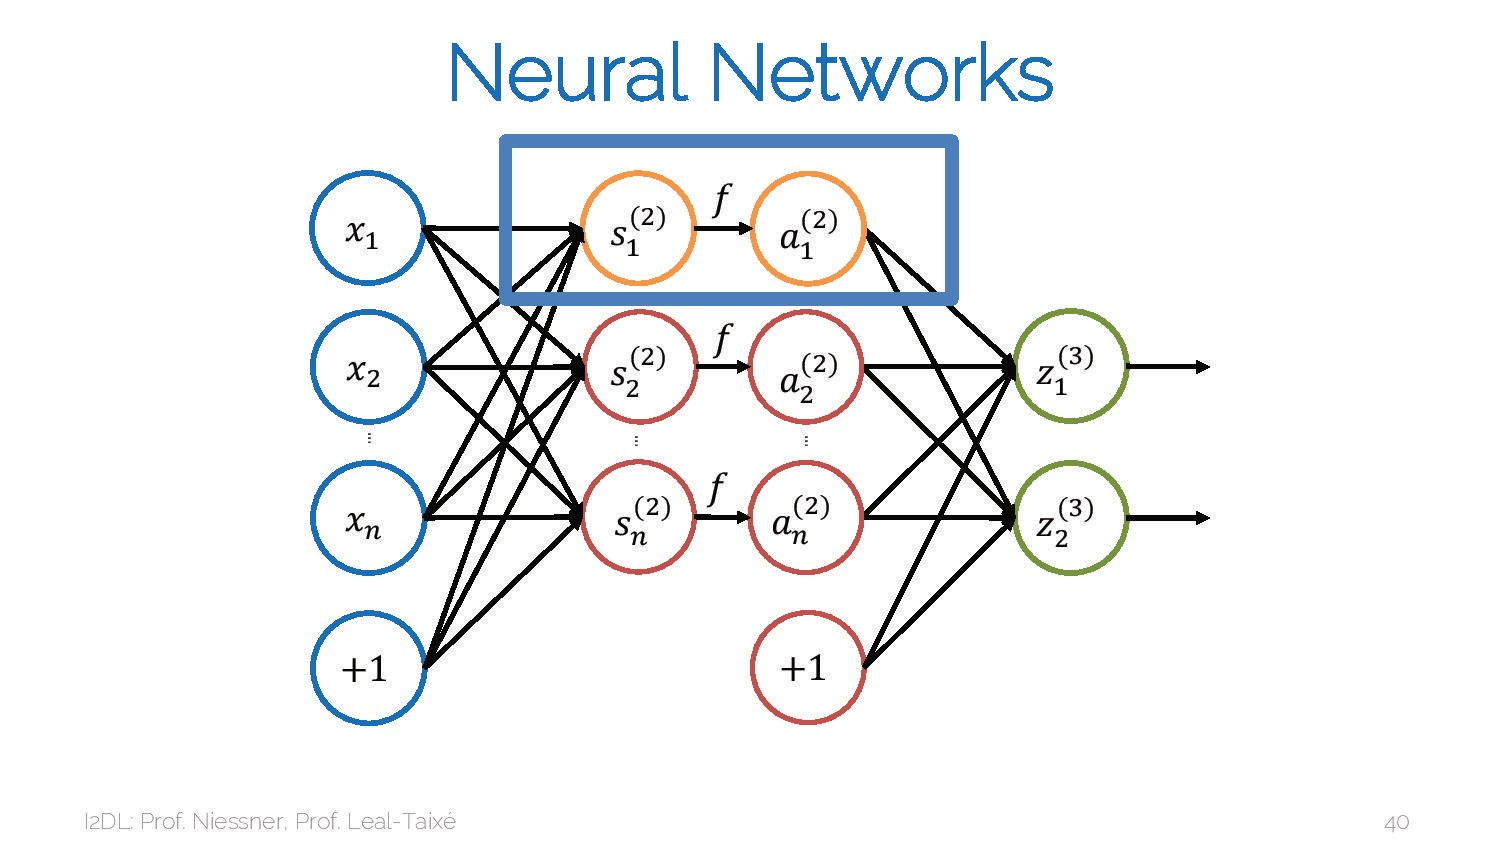 Neural Networks
x₁ s₁⁽²⁾ f a₁⁽²⁾
x₂ s₂⁽²⁾ f a₂⁽²⁾ z₁⁽³⁾
⋮ ⋮ ⋮
xₙ sₙ⁽²⁾ f aₙ⁽²⁾ z₂⁽³⁾
+1 +1
I2DL: Prof. Niessner, Prof. Leal-Taixé 40